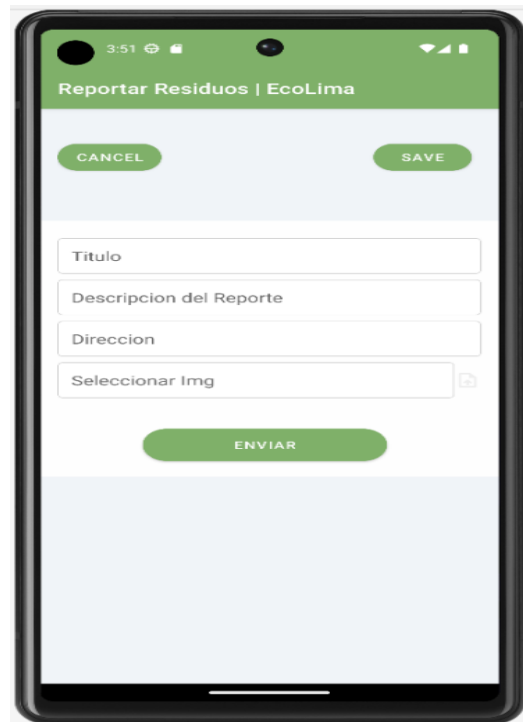 3:51
Reportar Residuos | EcoLima
CANCEL SAVE
Titulo
Descripcion del Reporte
Direccion
Seleccionar Img
ENVIAR